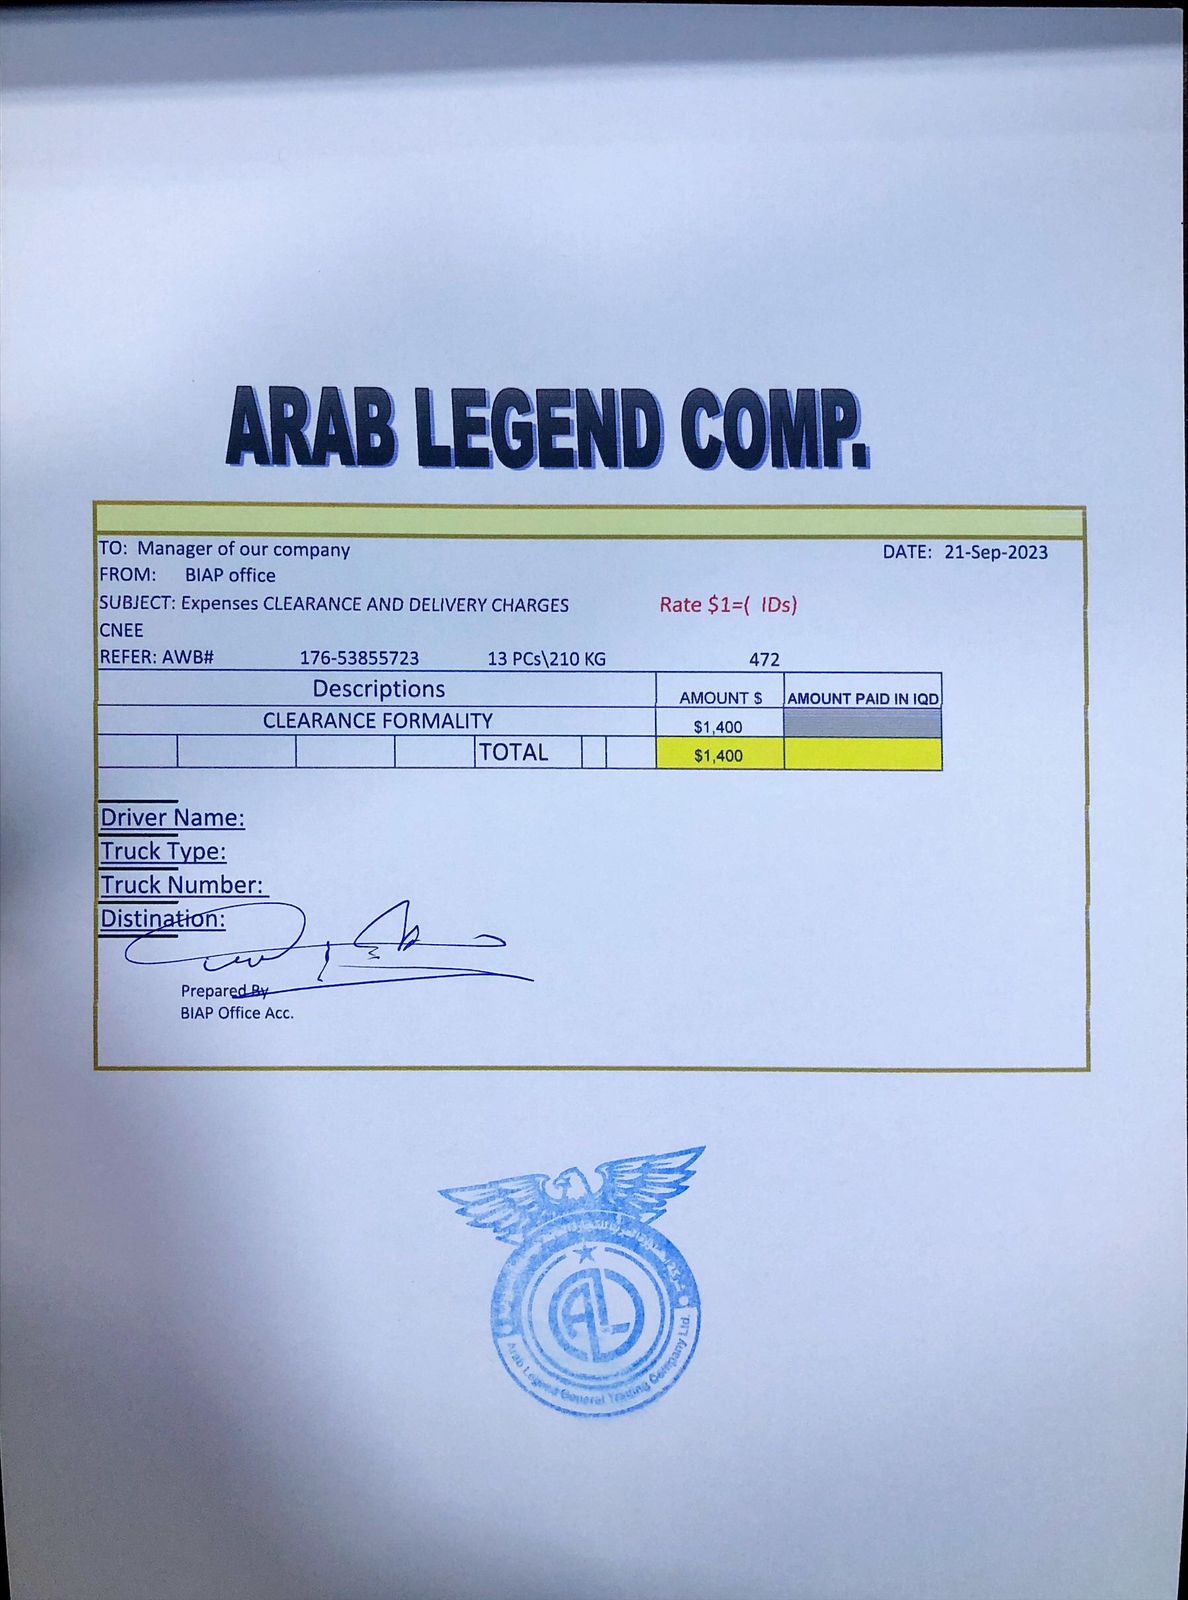 ARAB LEGEND COMP.
TO: Manager of our company DATE: 21-Sep-2023
FROM: BIAP office
SUBJECT: Expenses CLEARANCE AND DELIVERY CHARGES Rate $1=( IDs)
CNEE
REFER: AWB# 176-53855723 13 PCs\210 KG 472
Descriptions AMOUNT $ AMOUNT PAID IN IQD
CLEARANCE FORMALITY $1,400
TOTAL $1,400
Driver Name:
Truck Type:
Truck Number:
Distination:
Prepared By
BIAP Office Acc.
AL
Arab Legend General Trading Company Ltd.